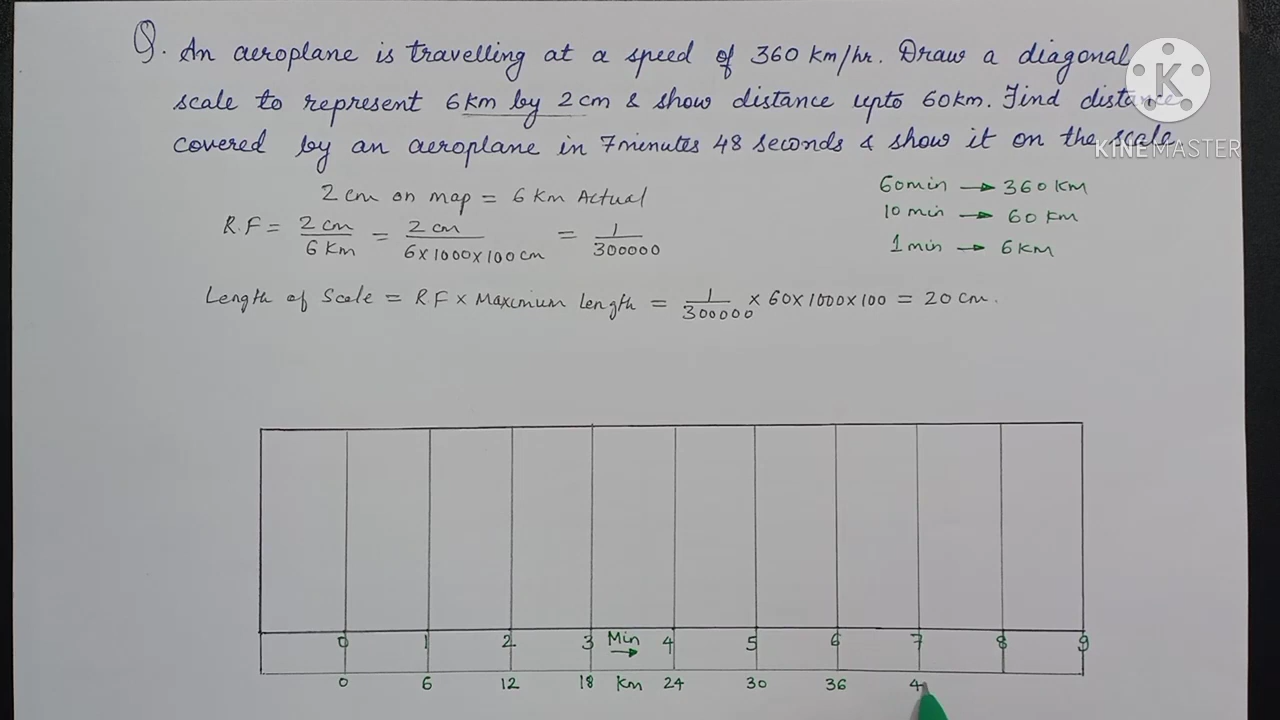 Q. An aeroplane is travelling at a speed of 360 km/hr. Draw a diagonal
scale to represent 6km by 2cm & show distance upto 60km. Find distance
covered by an aeroplane in 7minutes 48 seconds & show it on the scale
K
KINEMASTER
2 cm on map = 6 Km Actual
R.F = 2 cm / 6 Km = 2 cm / 6×1000×100 cm = 1 / 300000
60min → 360 KM
10 min → 60 KM
1 min → 6 KM
Length of Scale = R F × Maximum length = 1 / 300000 × 60×1000×100 = 20 cm.
0 1 2 3 Min → 4 5 6 7 8 9
0 6 12 18 Km 24 30 36 4